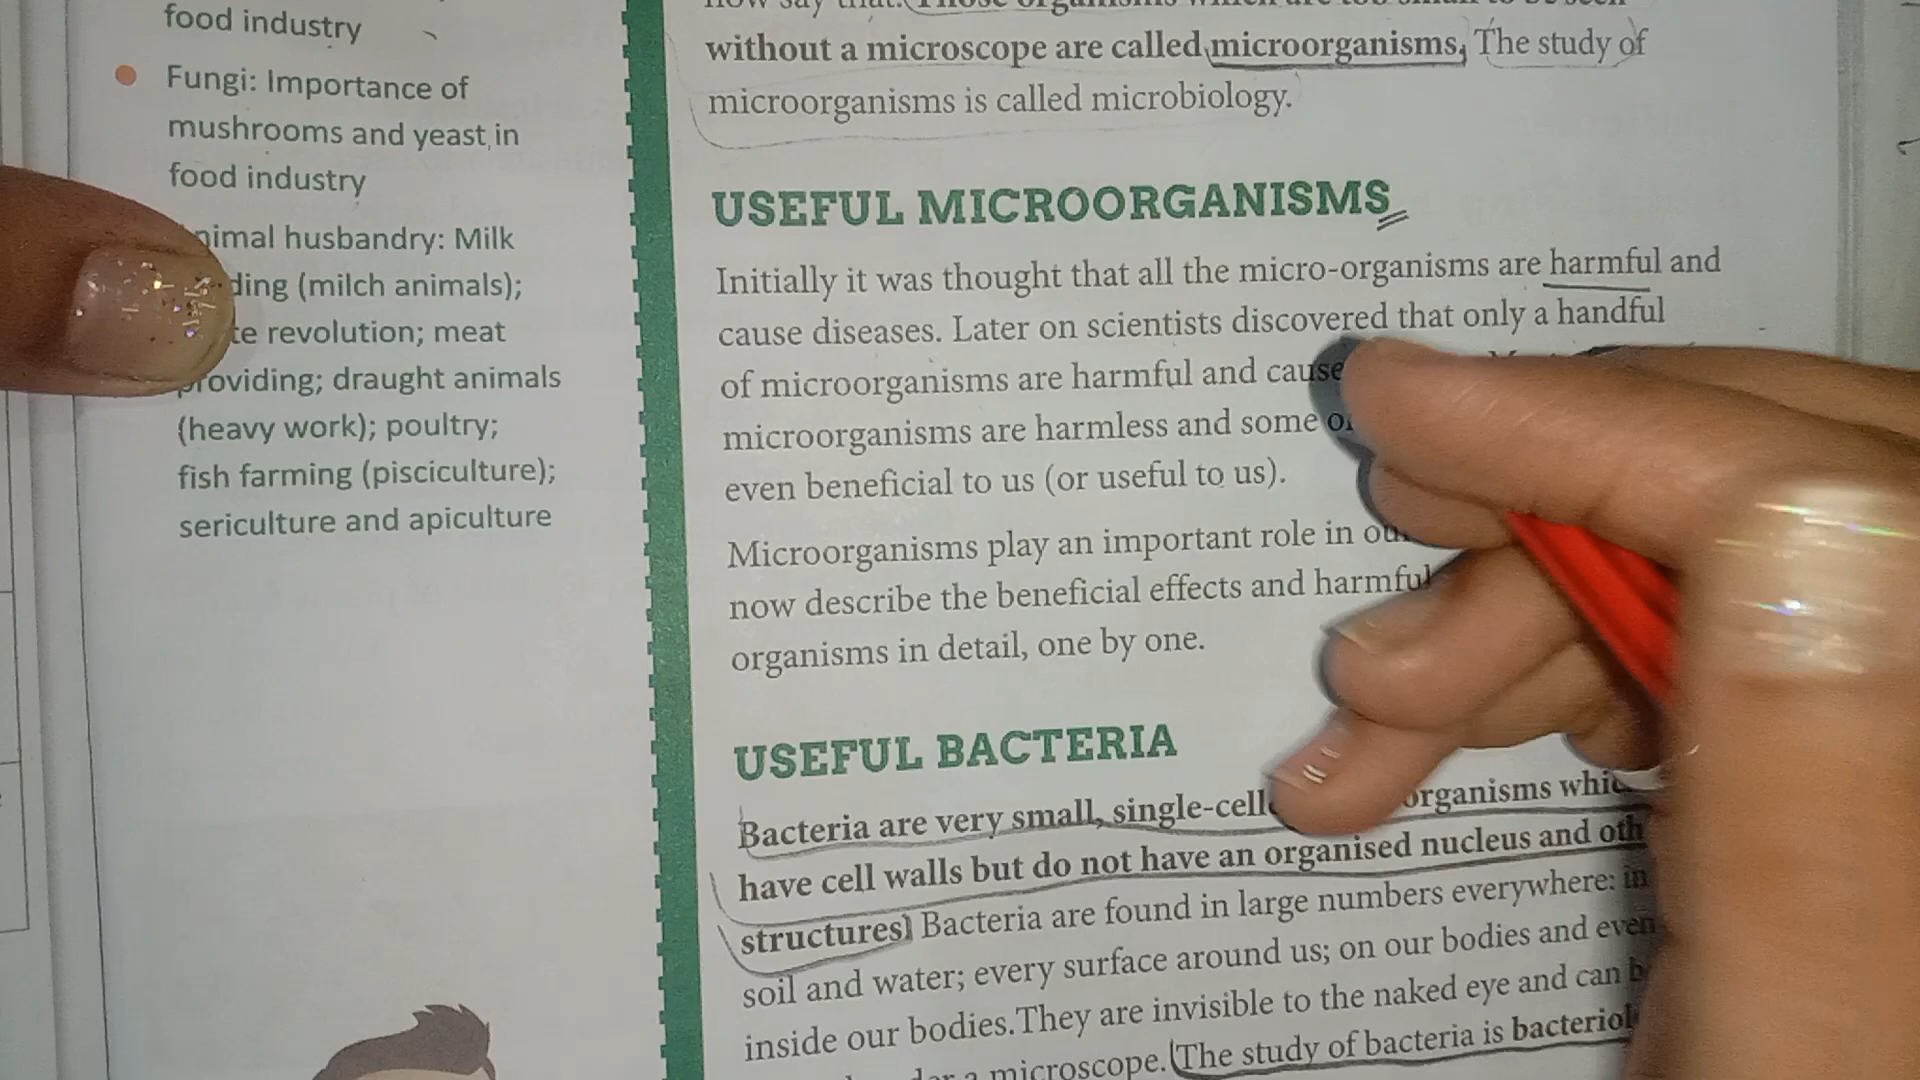 food industry
Fungi: Importance of
mushrooms and yeast in
food industry
husbandry: Milk
(milch animals);
revolution; meat
providing; draught animals
(heavy work); poultry;
fish farming (pisciculture);
sericulture and apiculture
without a microscope are called microorganisms. The study of
microorganisms is called microbiology.
USEFUL MICROORGANISMS
Initially it was thought that all the micro-organisms are harmful and
cause diseases. Later on scientists discovered that only a handful
of microorganisms are harmful and cause
microorganisms are harmless and some
even beneficial to us (or useful to us).
Microorganisms play an important role in
now describe the beneficial effects and harmful
organisms in detail, one by one.
USEFUL BACTERIA
Bacteria are very small, single-cell organisms
have cell walls but do not have an organised nucleus and
structures. Bacteria are found in large numbers everywhere: in
soil and water; every surface around us; on our bodies and even
inside our bodies.They are invisible to the naked eye and can
a microscope. The study of bacteria is